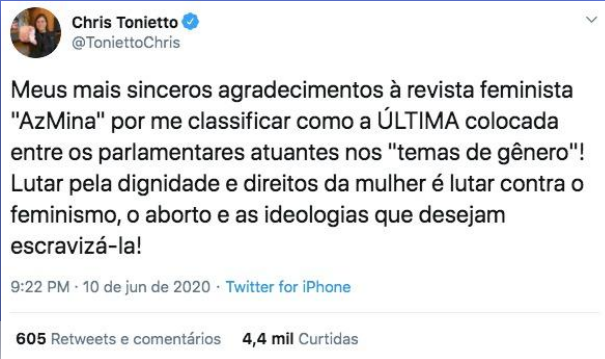 Chris Tonietto
@ToniettoChris
Meus mais sinceros agradecimentos à revista feminista
"AzMina" por me classificar como a ÚLTIMA colocada
entre os parlamentares atuantes nos "temas de gênero"!
Lutar pela dignidade e direitos da mulher é lutar contra o
feminismo, o aborto e as ideologias que desejam
escravizá-la!
9:22 PM · 10 de jun de 2020 · Twitter for iPhone
605 Retweets e comentários 4,4 mil Curtidas